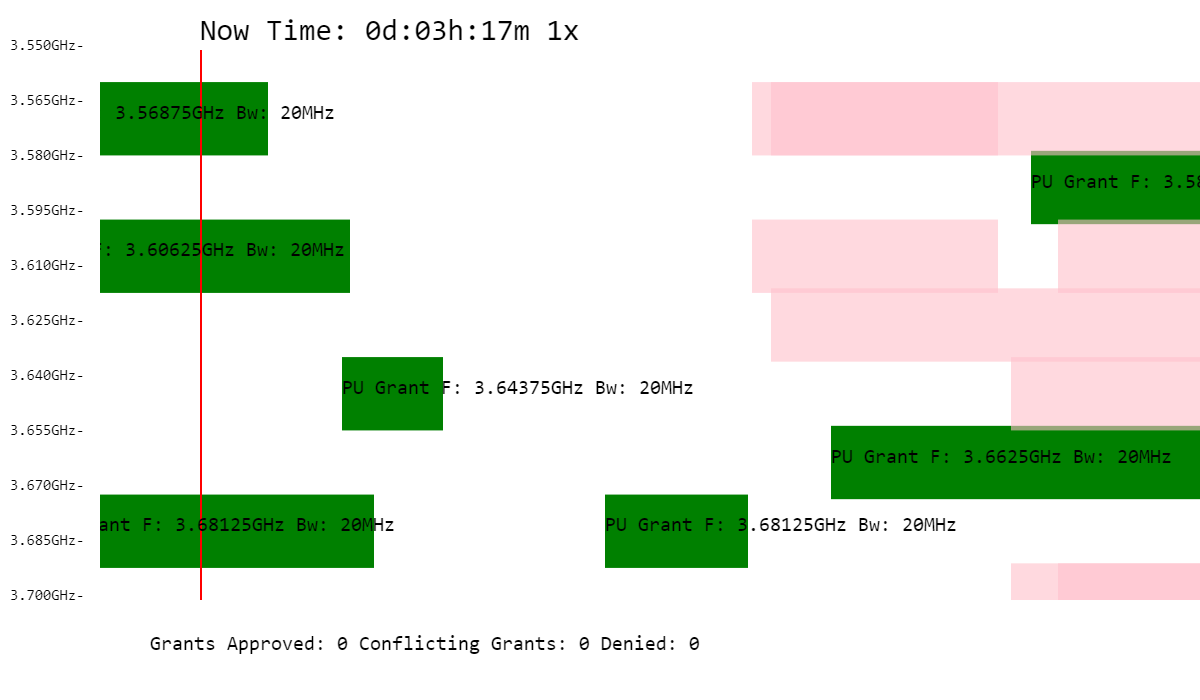 Now Time: 0d:03h:17m 1x
3.550GHz-
3.565GHz-
3.56875GHz Bw: 20MHz
3.580GHz-
PU Grant F: 3.58
3.595GHz-
F: 3.60625GHz Bw: 20MHz
3.610GHz-
3.625GHz-
3.640GHz-
PU Grant F: 3.64375GHz Bw: 20MHz
3.655GHz-
PU Grant F: 3.6625GHz Bw: 20MHz
3.670GHz-
ant F: 3.68125GHz Bw: 20MHz
PU Grant F: 3.68125GHz Bw: 20MHz
3.685GHz-
3.700GHz-
Grants Approved: 0 Conflicting Grants: 0 Denied: 0